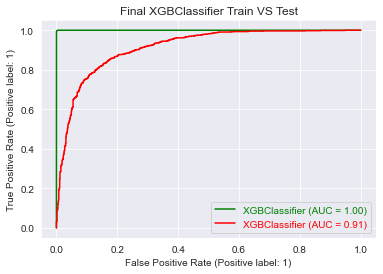 Final XGBClassifier Train VS Test
True Positive Rate (Positive label: 1)
1.0
0.8
0.6
0.4
0.2
0.0
XGBClassifier (AUC = 1.00)
XGBClassifier (AUC = 0.91)
0.0 0.2 0.4 0.6 0.8 1.0
False Positive Rate (Positive label: 1)